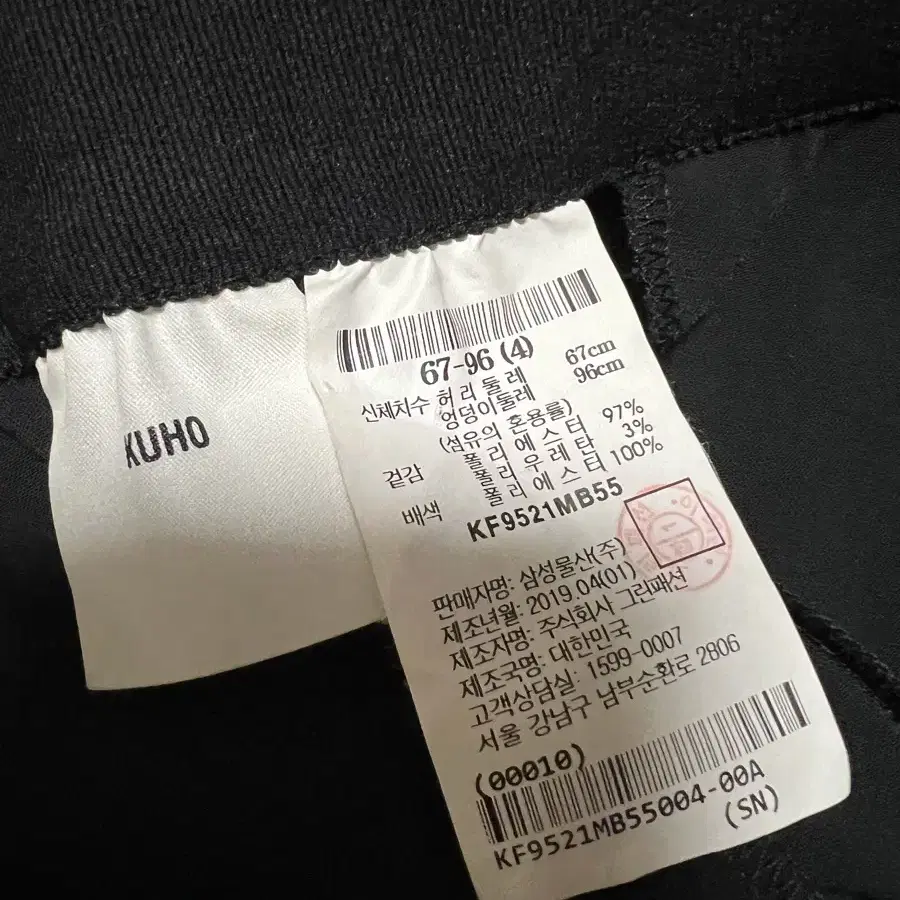 KUHO
67-96 (4)
신체치수 허리둘레 67cm
엉덩이둘레 96cm
(섬유의 혼용률)
겉감 폴리에스터 97%
폴리우레탄 3%
배색 폴리에스터 100%
KF9521MB55
판매자명: 삼성물산(주)
제조년월: 2019.04(01)
제조자명: 주식회사 그린패션
제조국명: 대한민국
고객상담실: 1599-0007
서울 강남구 남부순환로 2806
(00010)
KF9521MB55004-00A
(SN)